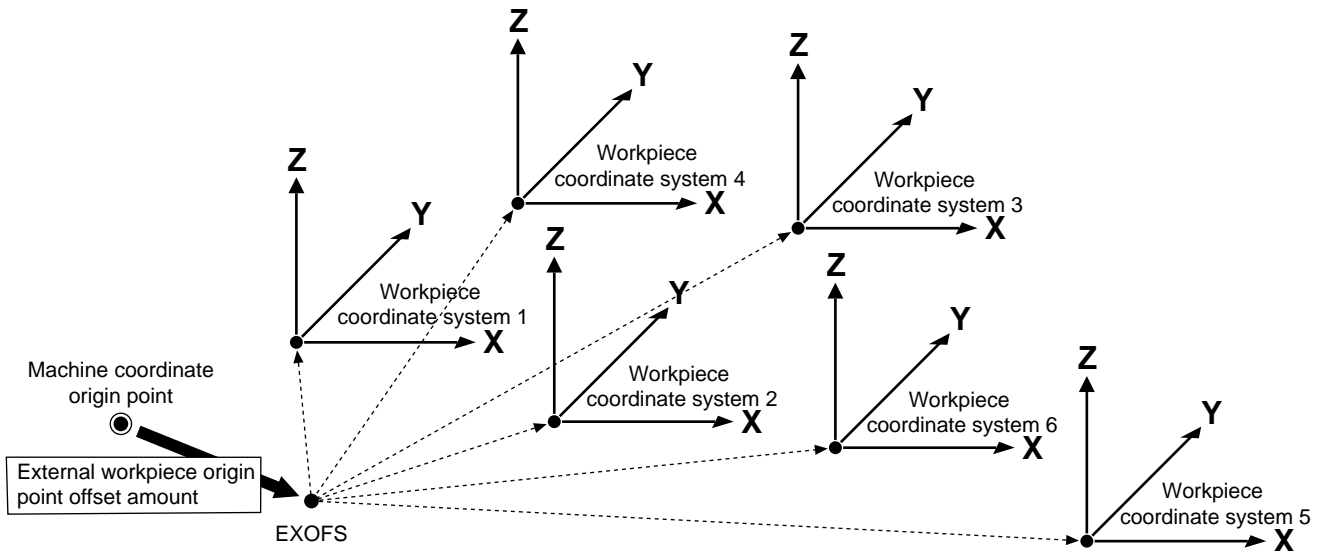 Z
Y
Workpiece
coordinate system 4
X
Z
Y
Workpiece
coordinate system 3
X
Z
Y
Workpiece
coordinate system 1
X
Z
Y
Workpiece
coordinate system 2
X
Z
Y
Workpiece
coordinate system 6
X
Z
Y
Workpiece
coordinate system 5
X
Machine coordinate
origin point
External workpiece origin
point offset amount
EXOFS